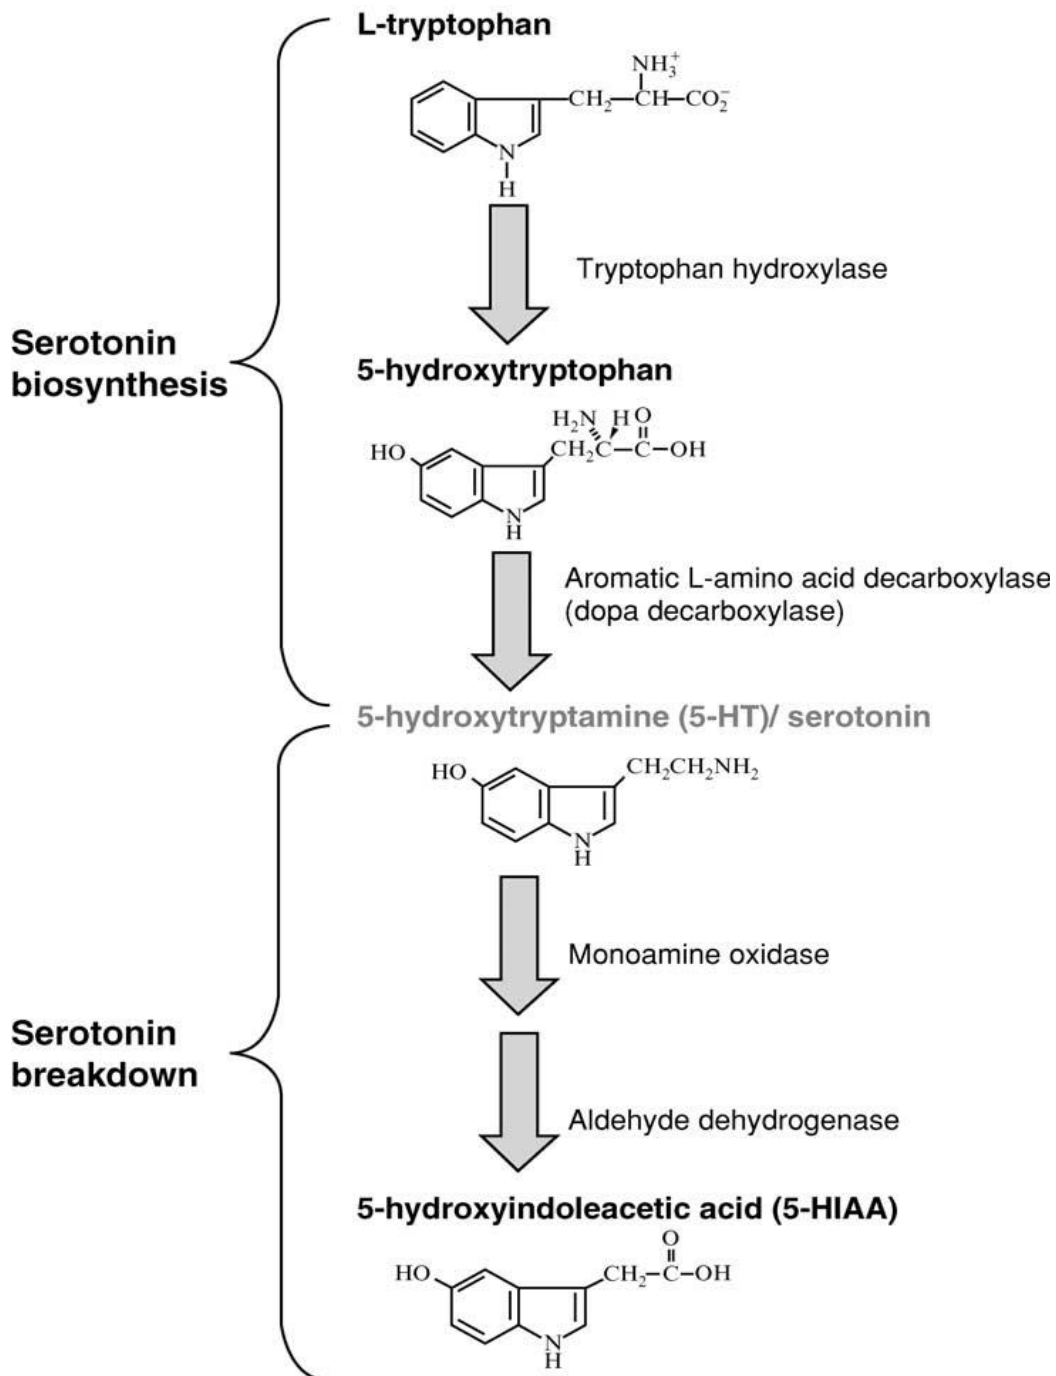 L-tryptophan
NH₃⁺
CH₂—CH—CO₂⁻
N
H
Tryptophan hydroxylase
Serotonin
biosynthesis
5-hydroxytryptophan
H₂N H O
HO CH₂C—C—OH
N
H
Aromatic L-amino acid decarboxylase
(dopa decarboxylase)
5-hydroxytryptamine (5-HT)/ serotonin
HO CH₂CH₂NH₂
N
H
Monoamine oxidase
Serotonin
breakdown
Aldehyde dehydrogenase
5-hydroxyindoleacetic acid (5-HIAA)
O
HO CH₂—C—OH
N
H